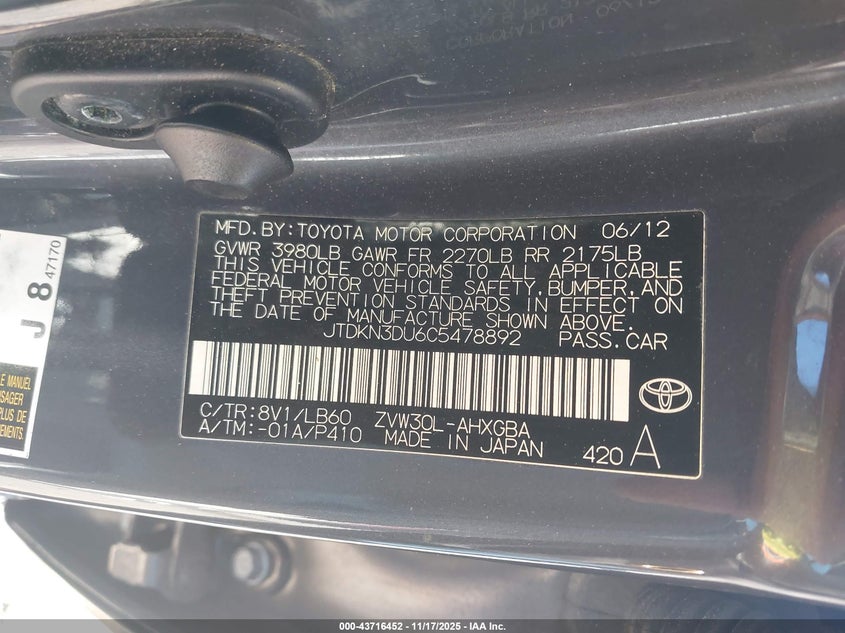 MFD.BY:TOYOTA MOTOR CORPORATION 06/12
GVWR 3980LB GAWR FR 2270LB RR 2175LB
THIS VEHICLE CONFORMS TO ALL APPLICABLE
FEDERAL MOTOR VEHICLE SAFETY,BUMPER,AND
THEFT PREVENTION STANDARDS IN EFFECT ON
THE DATE OF MANUFACTURE SHOWN ABOVE.
JTDKN3DU6C5478892 PASS.CAR
C/TR:8V1/LB60 ZVW30L-AHXGBA
A/TM:-01A/P410 MADE IN JAPAN 420 A
J 8 47170
LE MANUEL
USAGER
PLUS DE
000-43716452 - 11/17/2025 - IAA Inc.